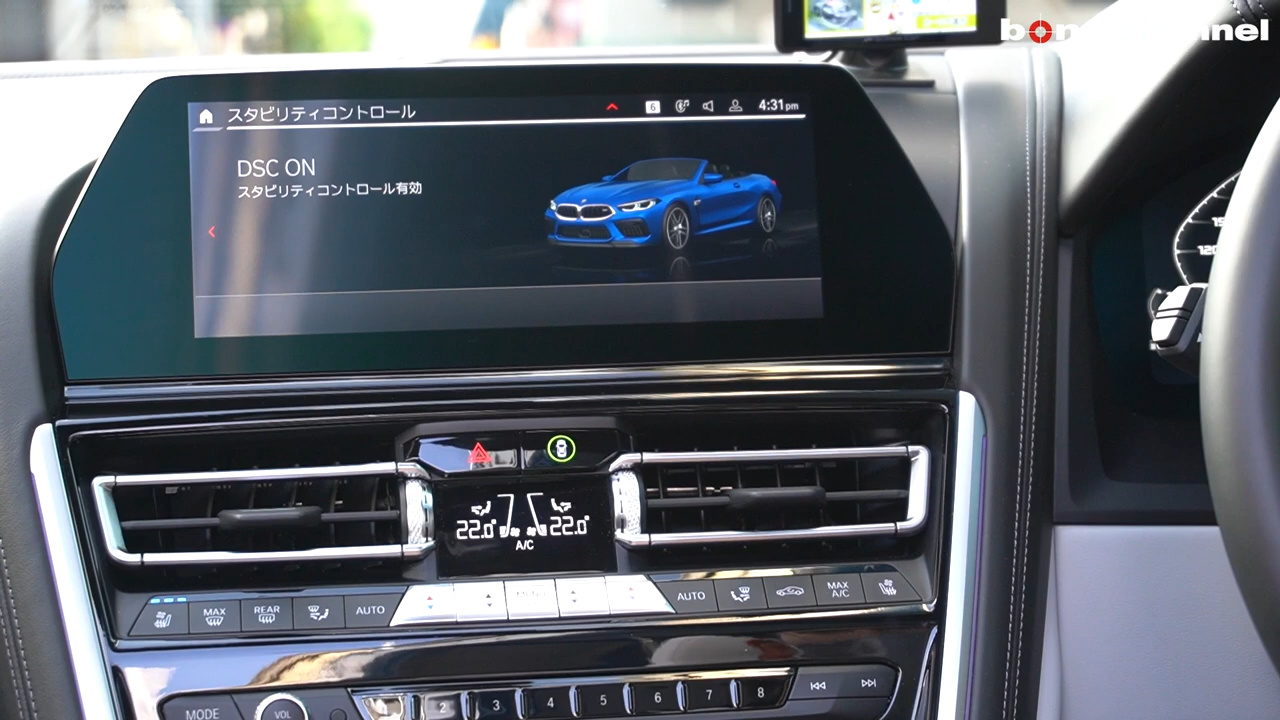 スタビリティコントロール
6
4:31pm
DSC ON
スタビリティコントロール有効
22.0°
22.0°
A/C
MAX
REAR
AUTO
MENU
AUTO
MAX
A/C
MODE
VOL
2
3
4
5
6
7
8